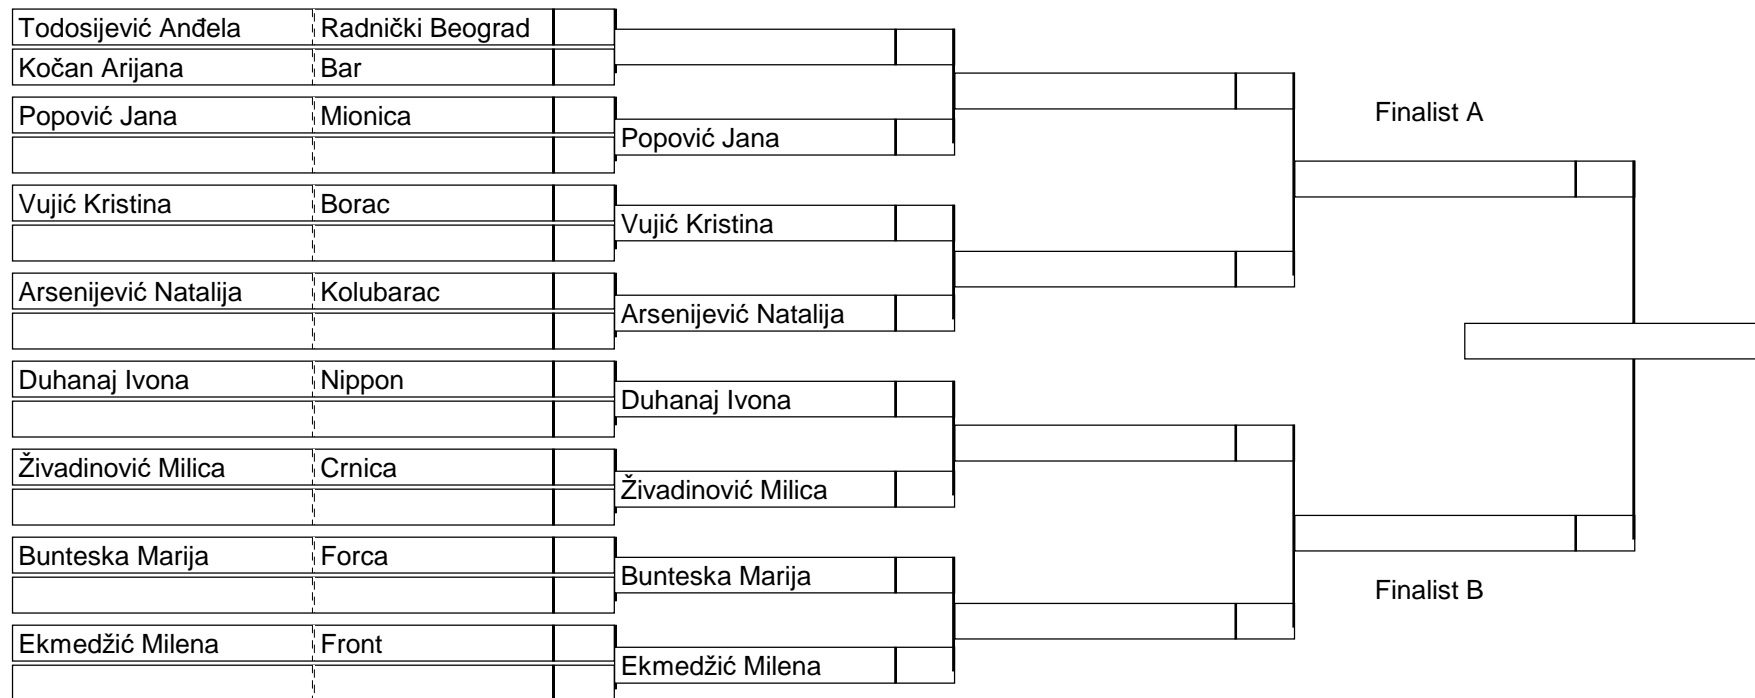 Todosijević Anđela Radnički Beograd
Kočan Arijana Bar
Popović Jana Mionica
Popović Jana
Vujić Kristina Borac
Vujić Kristina
Arsenijević Natalija Kolubarac
Arsenijević Natalija
Duhanaj Ivona Nippon
Duhanaj Ivona
Živadinović Milica Crnica
Živadinović Milica
Bunteska Marija Forca
Bunteska Marija
Ekmedžić Milena Front
Ekmedžić Milena
Finalist A
Finalist B